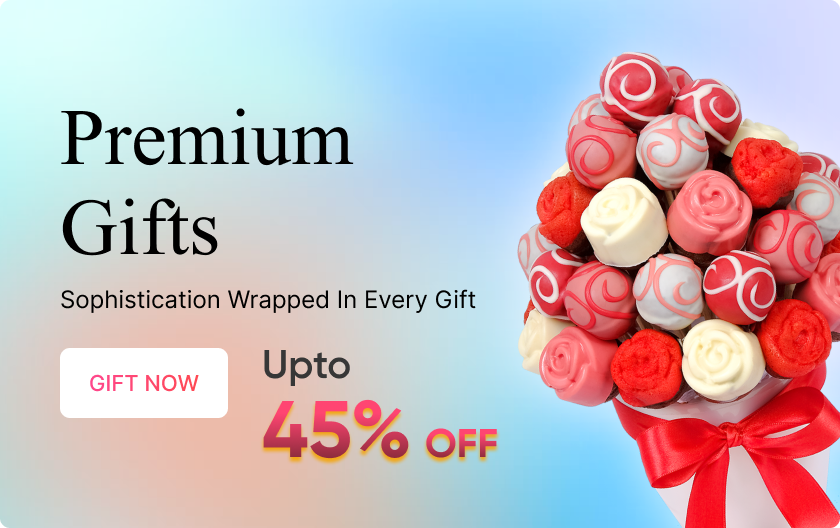 Premium
Gifts
Sophistication Wrapped In Every Gift
GIFT NOW
Upto
45% OFF